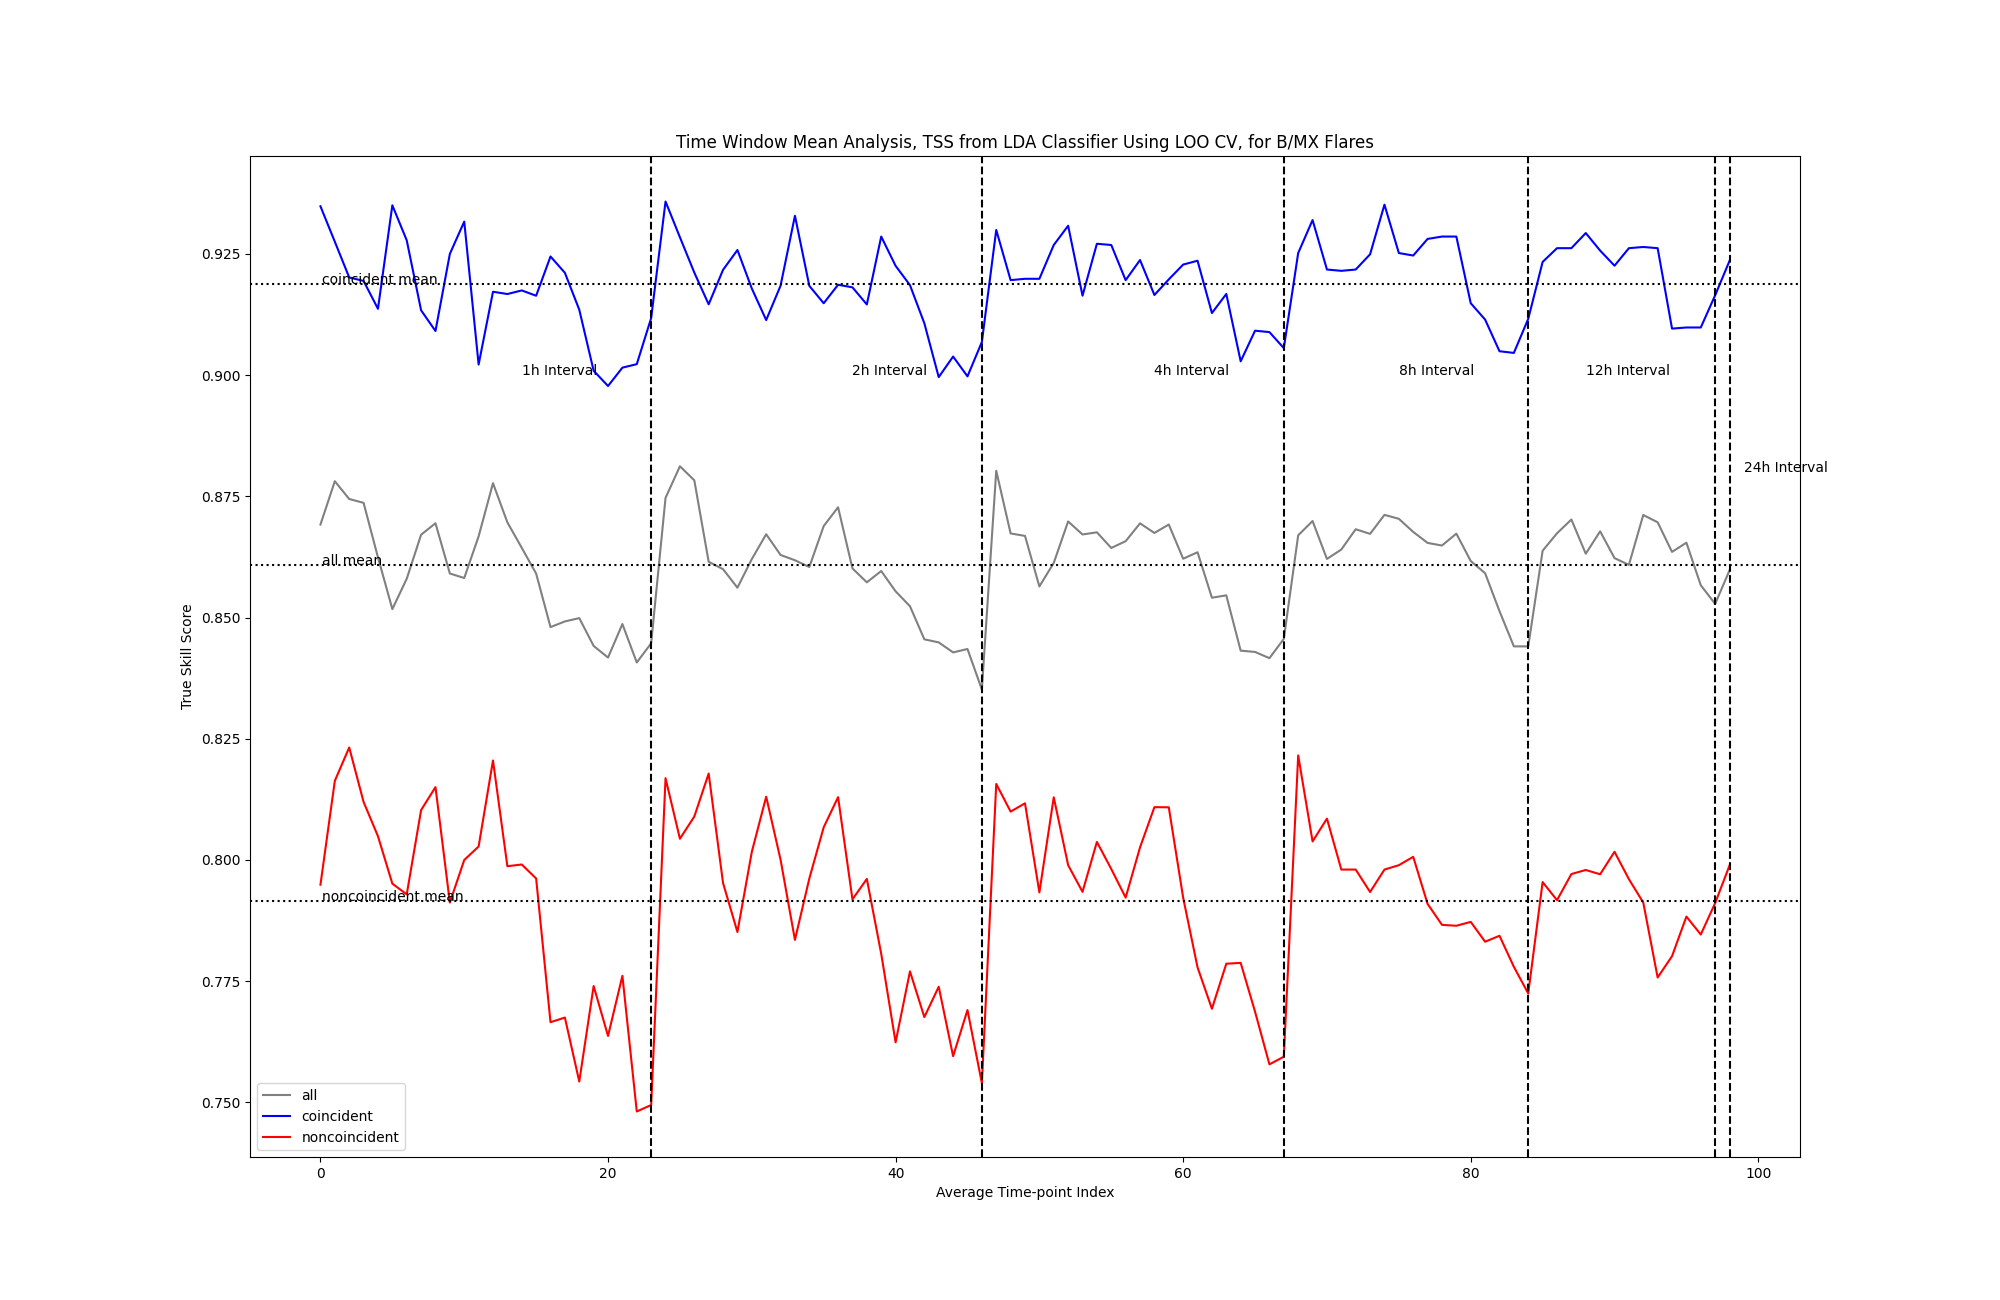 Time Window Mean Analysis, TSS from LDA Classifier Using LOO CV, for B/MX Flares
True Skill Score
0.925
0.900
0.875
0.850
0.825
0.800
0.775
0.750
coincident mean
1h Interval
2h Interval
4h Interval
8h Interval
12h Interval
24h Interval
all mean
noncoincident mean
all
coincident
noncoincident
0
20
40
60
80
100
Average Time-point Index